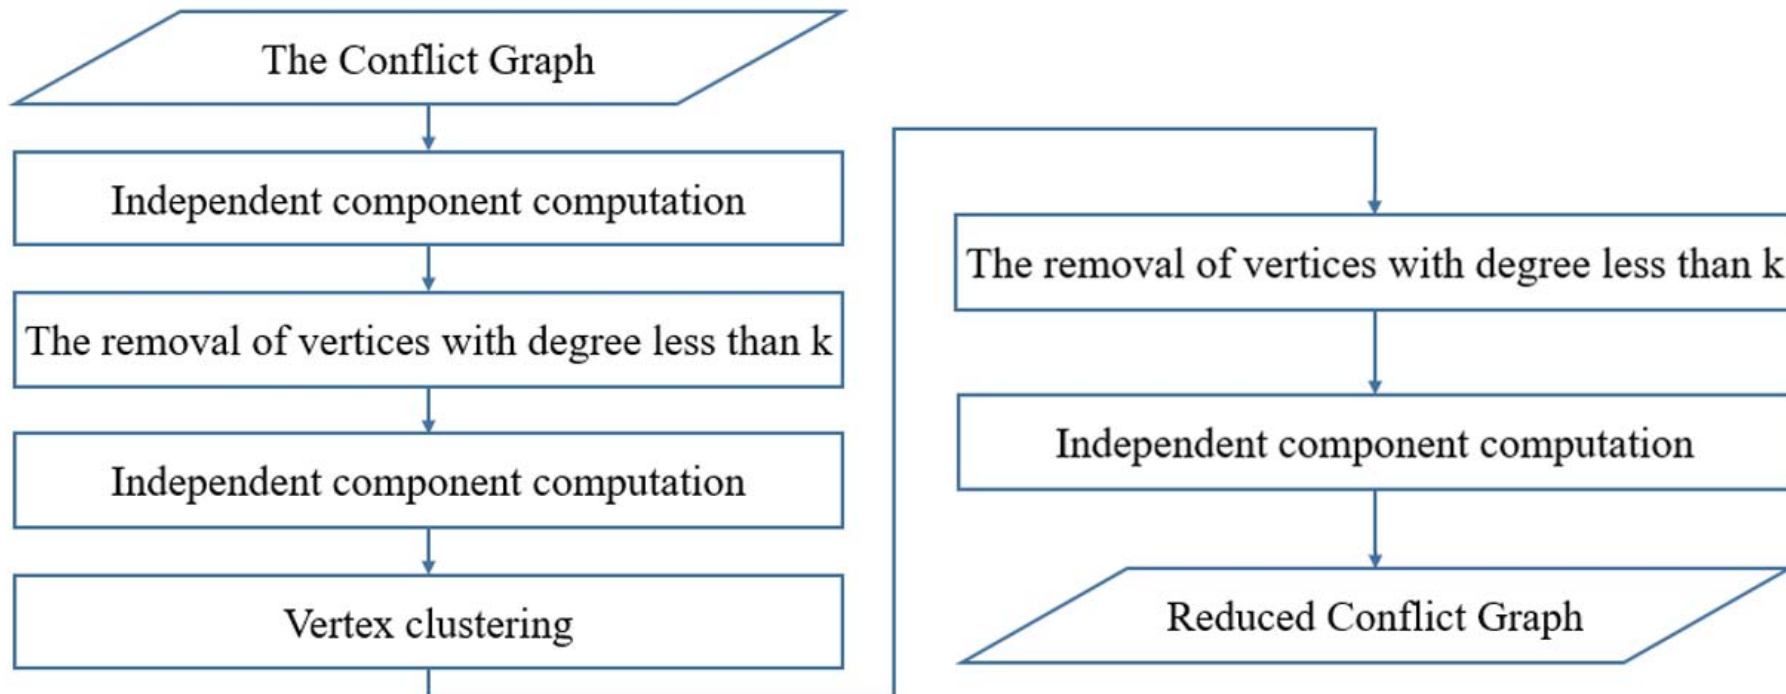 The Conflict Graph
Independent component computation
The removal of vertices with degree less than k
Independent component computation
Vertex clustering
The removal of vertices with degree less than k
Independent component computation
Reduced Conflict Graph